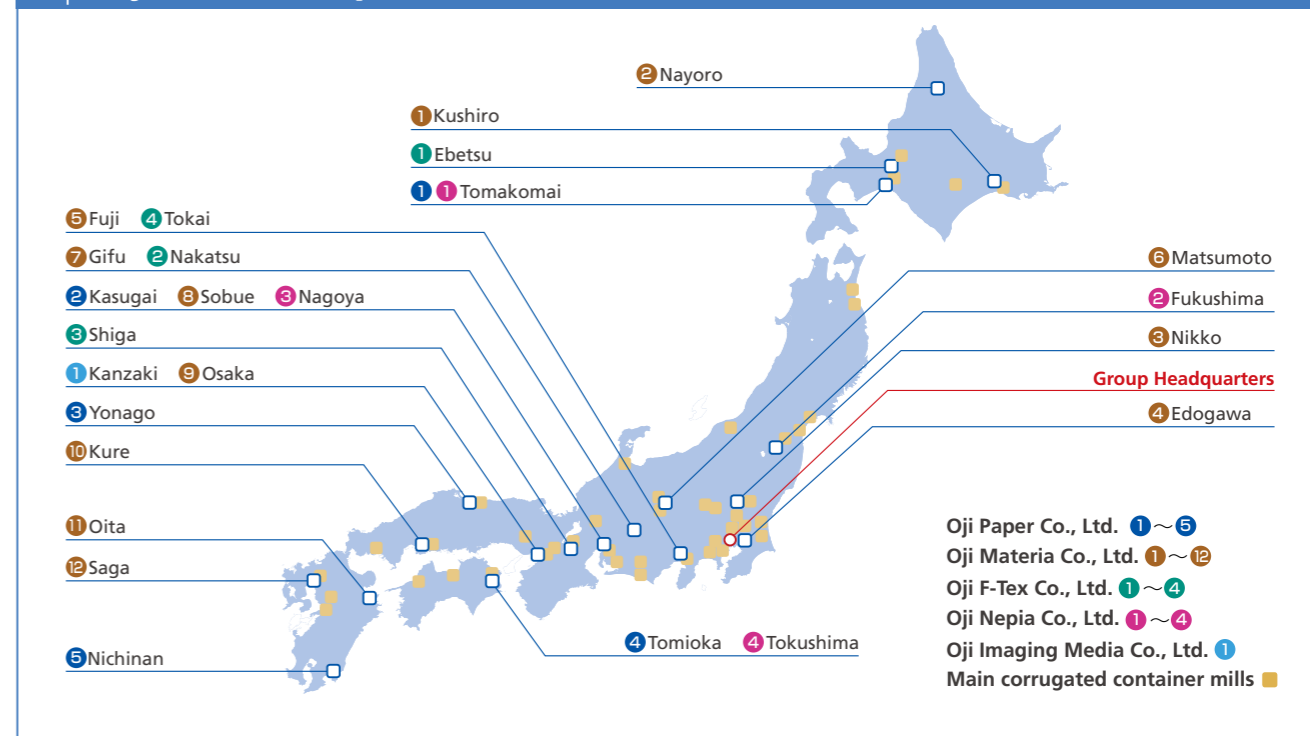 ② Nayoro
① Kushiro
① Ebetsu
① ① Tomakomai
⑤ Fuji ④ Tokai
⑦ Gifu ② Nakatsu
② Kasugai ⑧ Sobue ③ Nagoya
③ Shiga
① Kanzaki ⑨ Osaka
③ Yonago
⑩ Kure
⑪ Oita
⑫ Saga
⑤ Nichinan
⑥ Matsumoto
② Fukushima
③ Nikko
Group Headquarters
④ Edogawa
④ Tomioka ④ Tokushima
Oji Paper Co., Ltd. ①~⑤
Oji Materia Co., Ltd. ①~⑫
Oji F-Tex Co., Ltd. ①~④
Oji Nepia Co., Ltd. ①~④
Oji Imaging Media Co., Ltd. ①
Main corrugated container mills